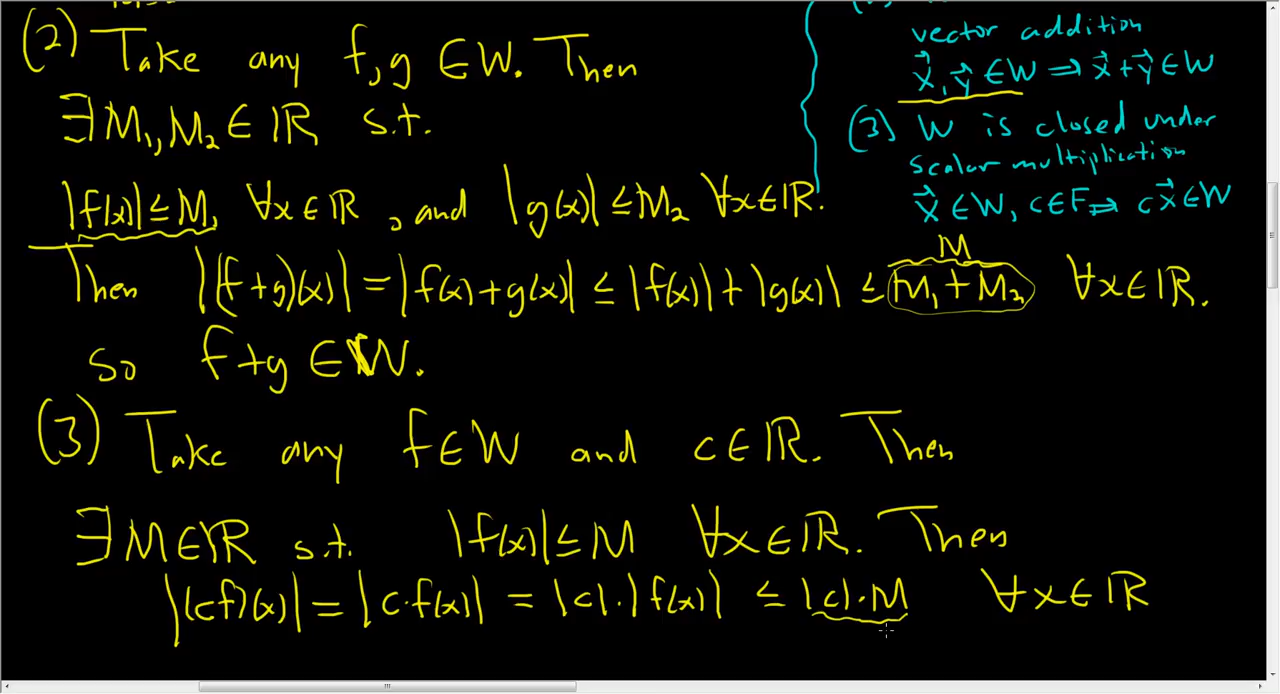 (2) Take any f,g ∈ W. Then
∃ M₁, M₂ ∈ ℝ s.t.
|f(x)| ≤ M₁ ∀x ∈ ℝ, and |g(x)| ≤ M₂ ∀x ∈ ℝ.
Then |(f+g)(x)| = |f(x)+g(x)| ≤ |f(x)| + |g(x)| ≤ M₁ + M₂ ∀x ∈ ℝ.
M
so f+g ∈ W.
(3) Take any f ∈ W and c ∈ ℝ. Then
∃ M ∈ ℝ s.t. |f(x)| ≤ M ∀x ∈ ℝ. Then
|(cf)(x)| = |c·f(x)| = |c|·|f(x)| ≤ |c|·M ∀x ∈ ℝ
vector addition
x⃗, y⃗ ∈ W ⇒ x⃗+y⃗ ∈ W
(3) W is closed under
scalar multiplication
x⃗ ∈ W, c ∈ F ⇒ cx⃗ ∈ W